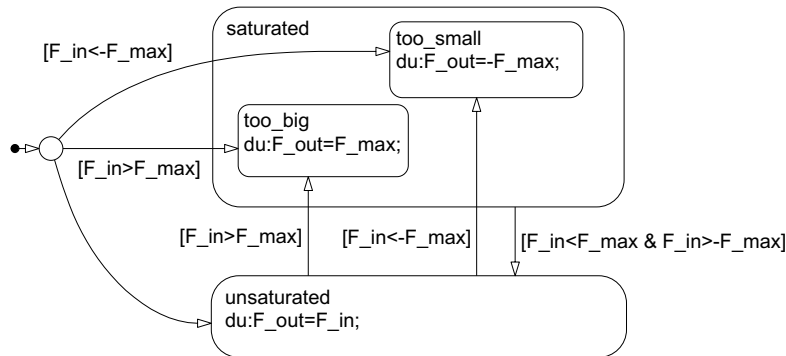 saturated
too_small
du:F_out=-F_max;
[F_in<-F_max]
too_big
du:F_out=F_max;
[F_in>F_max]
[F_in>F_max]
[F_in<-F_max]
[F_in<F_max & F_in>-F_max]
unsaturated
du:F_out=F_in;